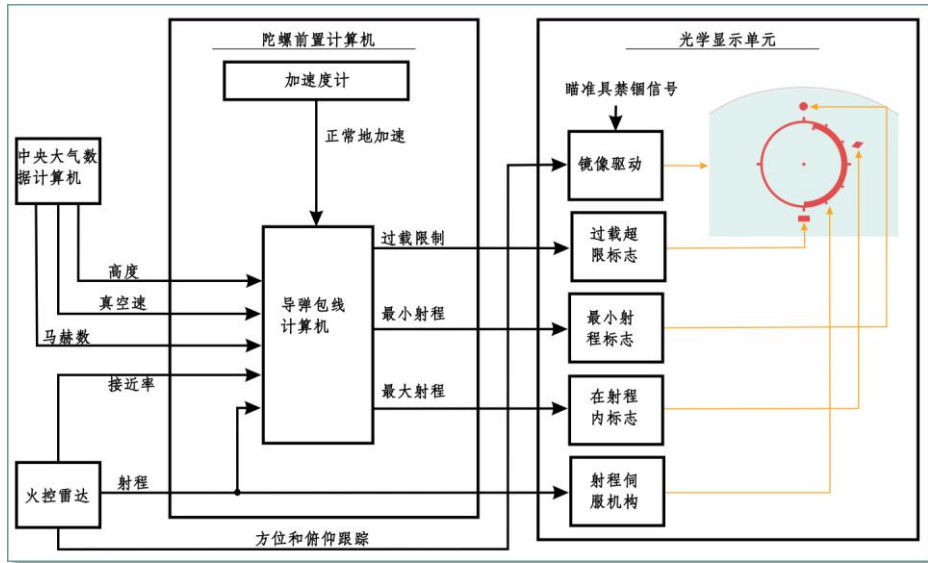 陀螺前置计算机
光学显示单元
加速度计
瞄准具禁锢信号
正常地加速
中央大气数
据计算机
镜像驱动
过载限制
过载超
限标志
高度
导弹包线
计算机
真空速
最小射程
最小射
程标志
马赫数
接近率
最大射程
在射程
内标志
火控雷达
射程
射程伺
服机构
方位和俯仰跟踪